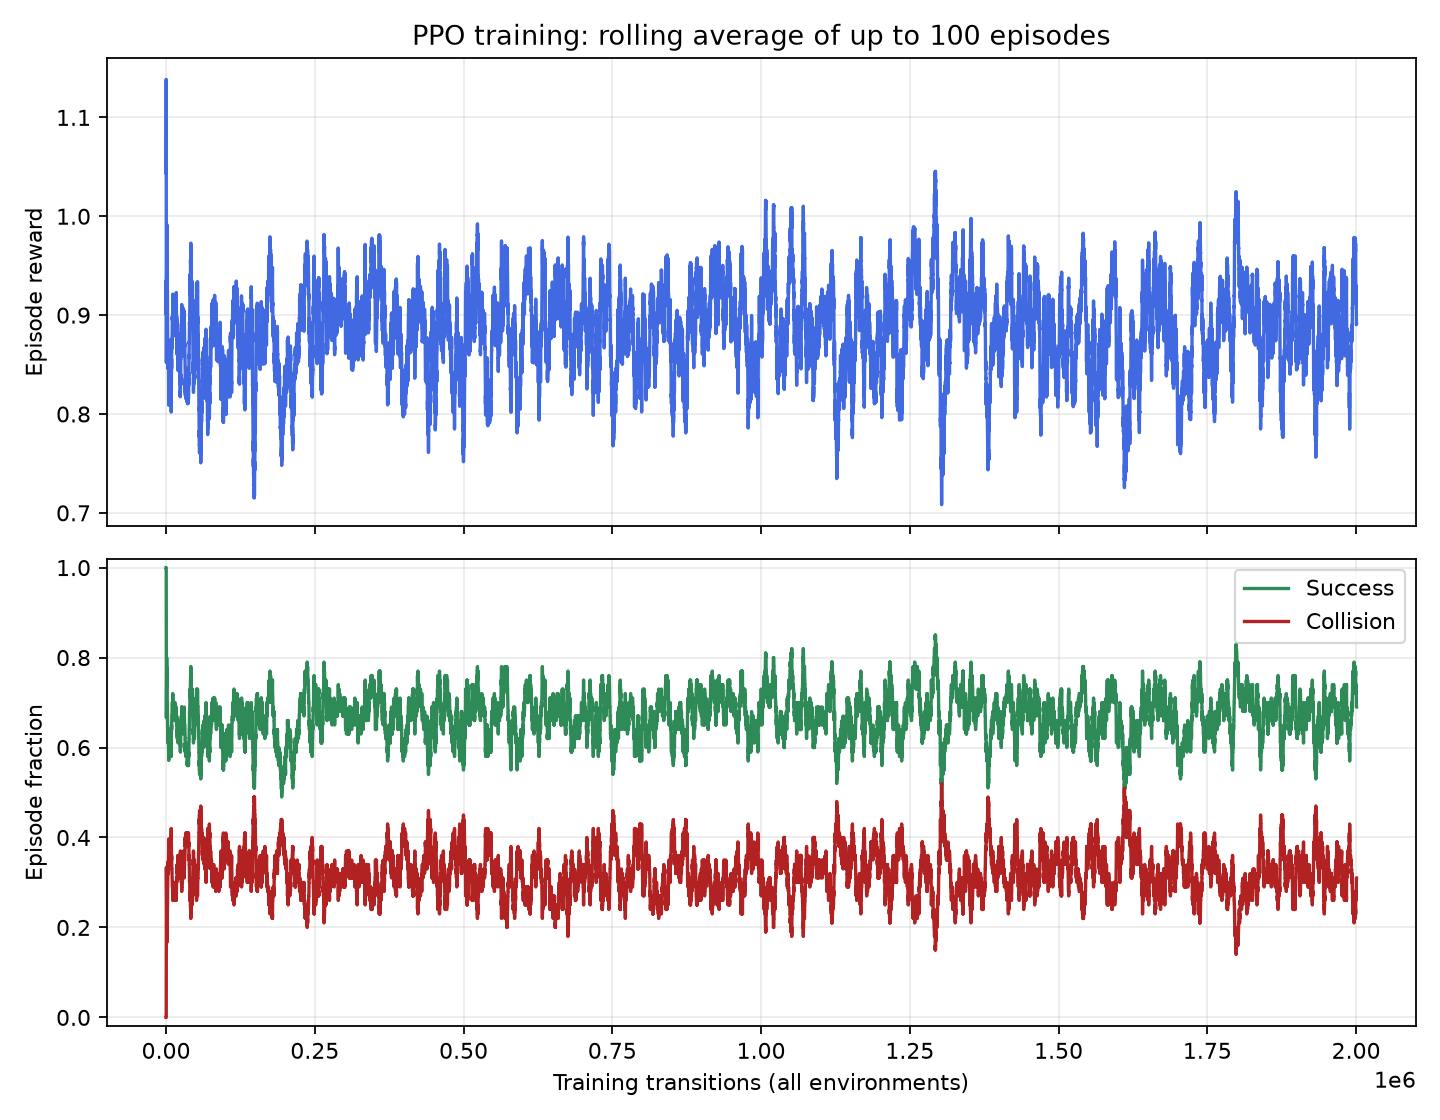 PPO training: rolling average of up to 100 episodes
Episode reward
1.1
1.0
0.9
0.8
0.7
Episode fraction
1.0
0.8
0.6
0.4
0.2
0.0
Success
Collision
0.00 0.25 0.50 0.75 1.00 1.25 1.50 1.75 2.00
1e6
Training transitions (all environments)